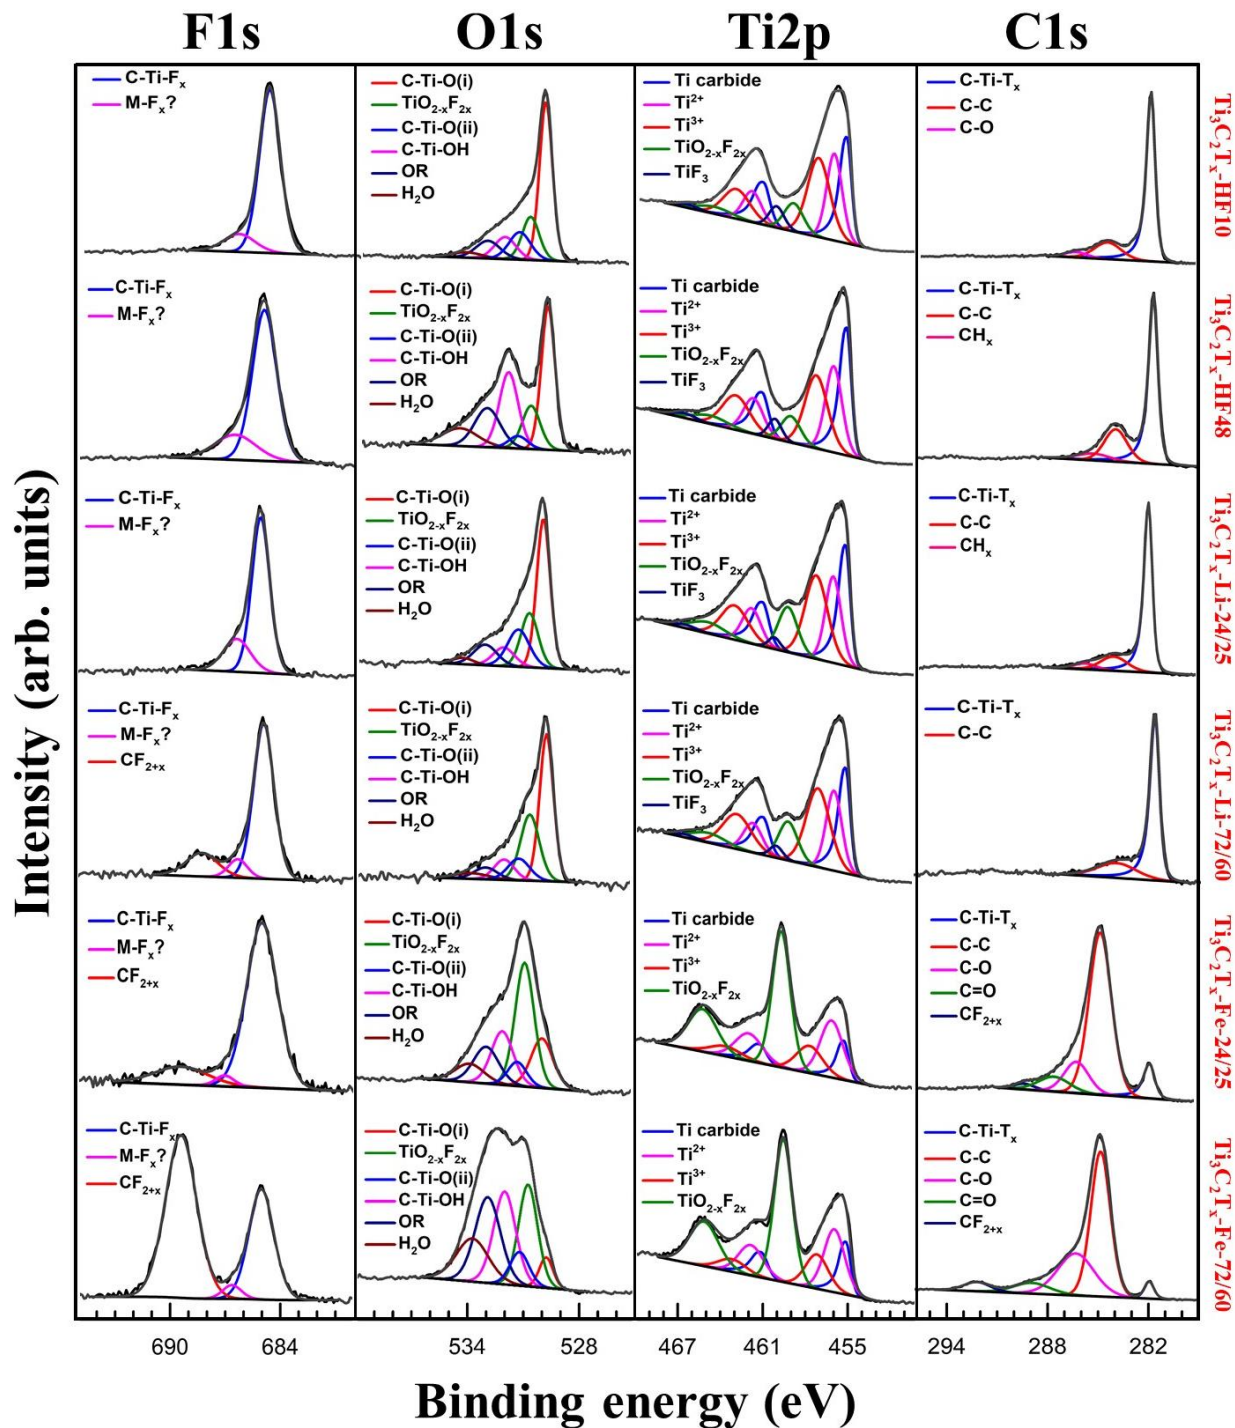 F1s O1s Ti2p C1s
Intensity (arb. units)
C-Ti-Fₓ
M-Fₓ?
C-Ti-O(i)
TiO₂₋ₓF₂ₓ
C-Ti-O(ii)
C-Ti-OH
OR
H₂O
Ti carbide
Ti²⁺
Ti³⁺
TiO₂₋ₓF₂ₓ
TiF₃
C-Ti-Tₓ
C-C
C-O
Ti₃C₂Tₓ-HF10
C-Ti-Fₓ
M-Fₓ?
C-Ti-O(i)
TiO₂₋ₓF₂ₓ
C-Ti-O(ii)
C-Ti-OH
OR
H₂O
Ti carbide
Ti²⁺
Ti³⁺
TiO₂₋ₓF₂ₓ
TiF₃
C-Ti-Tₓ
C-C
CHₓ
Ti₃C₂Tₓ-HF48
C-Ti-Fₓ
M-Fₓ?
C-Ti-O(i)
TiO₂₋ₓF₂ₓ
C-Ti-O(ii)
C-Ti-OH
OR
H₂O
Ti carbide
Ti²⁺
Ti³⁺
TiO₂₋ₓF₂ₓ
TiF₃
C-Ti-Tₓ
C-C
CHₓ
Ti₃C₂Tₓ-Li-24/25
C-Ti-Fₓ
M-Fₓ?
CF₂₊ₓ
C-Ti-O(i)
TiO₂₋ₓF₂ₓ
C-Ti-O(ii)
C-Ti-OH
OR
H₂O
Ti carbide
Ti²⁺
Ti³⁺
TiO₂₋ₓF₂ₓ
TiF₃
C-Ti-Tₓ
C-C
Ti₃C₂Tₓ-Li-72/60
C-Ti-Fₓ
M-Fₓ?
CF₂₊ₓ
C-Ti-O(i)
TiO₂₋ₓF₂ₓ
C-Ti-O(ii)
C-Ti-OH
OR
H₂O
Ti carbide
Ti²⁺
Ti³⁺
TiO₂₋ₓF₂ₓ
C-Ti-Tₓ
C-C
C-O
C=O
CF₂₊ₓ
Ti₃C₂Tₓ-Fe-24/25
C-Ti-Fₓ
M-Fₓ?
CF₂₊ₓ
C-Ti-O(i)
TiO₂₋ₓF₂ₓ
C-Ti-O(ii)
C-Ti-OH
OR
H₂O
Ti carbide
Ti²⁺
Ti³⁺
TiO₂₋ₓF₂ₓ
C-Ti-Tₓ
C-C
C-O
C=O
CF₂₊ₓ
Ti₃C₂Tₓ-Fe-72/60
690 684 534 528 467 461 455 294 288 282
Binding energy (eV)